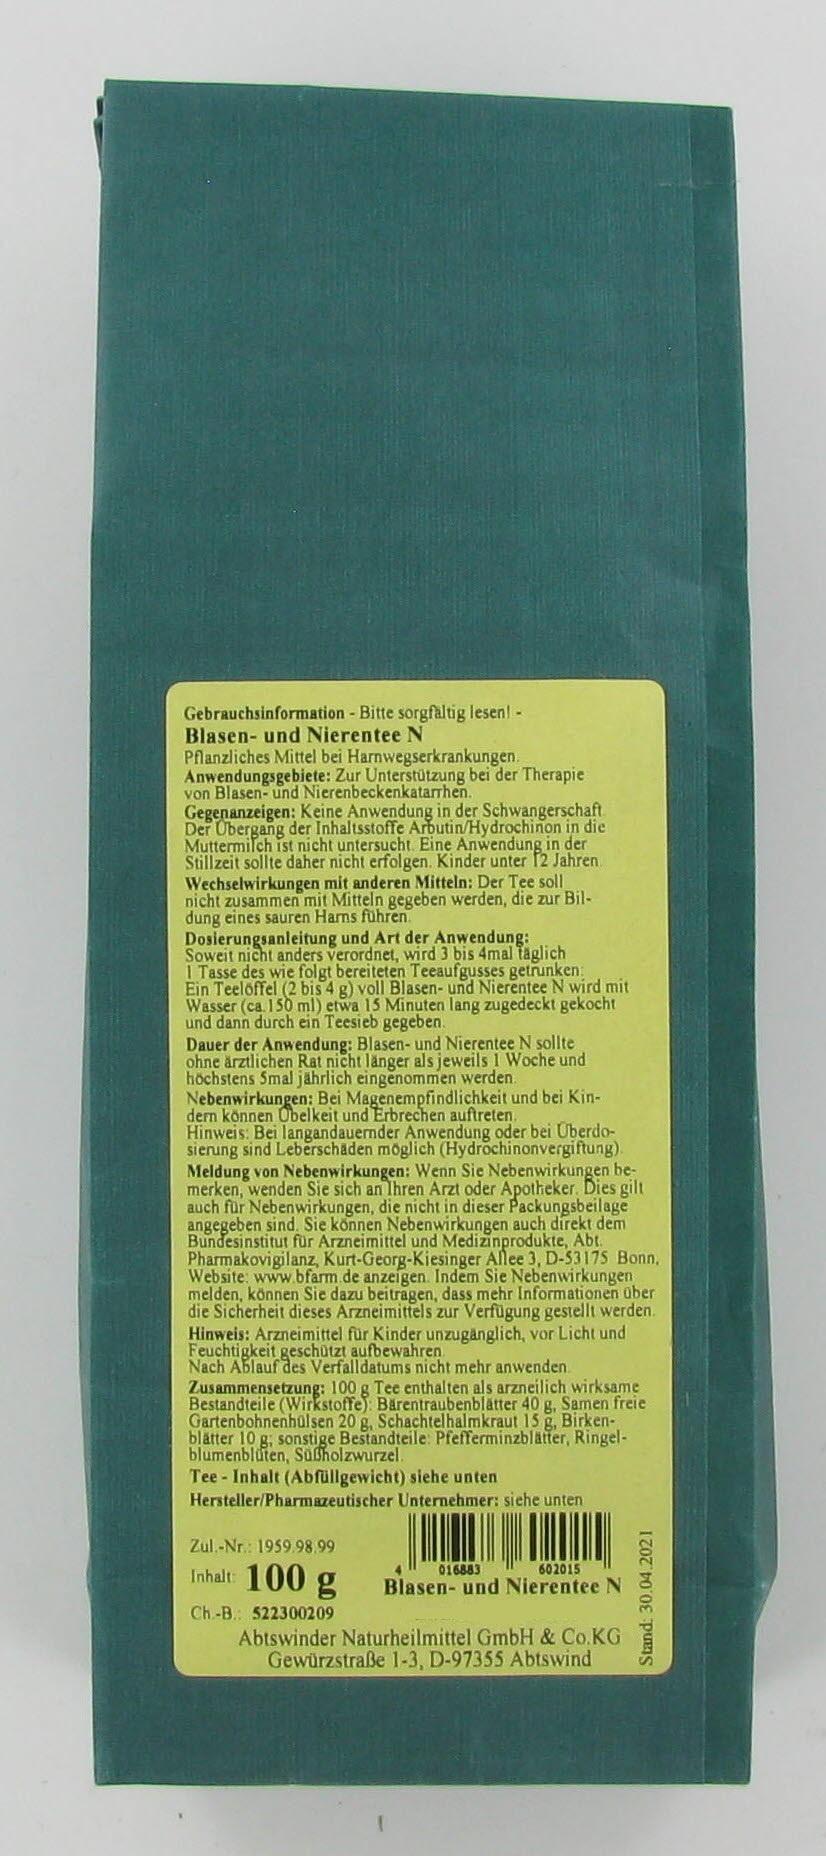 Gebrauchsinformation - Bitte sorgfältig lesen! -
Blasen- und Nierentee N
Pflanzliches Mittel bei Harnwegserkrankungen.
Anwendungsgebiete: Zur Unterstützung bei der Therapie
von Blasen- und Nierenbeckenkatarrhen.
Gegenanzeigen: Keine Anwendung in der Schwangerschaft.
Der Übergang der Inhaltsstoffe Arbutin/Hydrochinon in die
Muttermilch ist nicht untersucht. Eine Anwendung in der
Stillzeit sollte daher nicht erfolgen. Kinder unter 12 Jahren.
Wechselwirkungen mit anderen Mitteln: Der Tee soll
nicht zusammen mit Mitteln gegeben werden, die zur Bil-
dung eines sauren Harns führen.
Dosierungsanleitung und Art der Anwendung:
Soweit nicht anders verordnet, wird 3 bis 4mal täglich
1 Tasse des wie folgt bereiteten Teeaufgusses getrunken:
Ein Teelöffel (2 bis 4 g) voll Blasen- und Nierentee N wird mit
Wasser (ca.150 ml) etwa 15 Minuten lang zugedeckt gekocht
und dann durch ein Teesieb gegeben.
Dauer der Anwendung: Blasen- und Nierentee N sollte
ohne ärztlichen Rat nicht länger als jeweils 1 Woche und
höchstens 5mal jährlich eingenommen werden.
Nebenwirkungen: Bei Magenempfindlichkeit und bei Kin-
dern können Übelkeit und Erbrechen auftreten.
Hinweis: Bei langandauernder Anwendung oder bei Überdo-
sierung sind Leberschäden möglich (Hydrochinonvergiftung).
Meldung von Nebenwirkungen: Wenn Sie Nebenwirkungen be-
merken, wenden Sie sich an Ihren Arzt oder Apotheker. Dies gilt
auch für Nebenwirkungen, die nicht in dieser Packungsbeilage
angegeben sind. Sie können Nebenwirkungen auch direkt dem
Bundesinstitut für Arzneimittel und Medizinprodukte, Abt.
Pharmakovigilanz, Kurt-Georg-Kiesinger Allee 3, D-53175 Bonn,
Website: www.bfarm.de anzeigen. Indem Sie Nebenwirkungen
melden, können Sie dazu beitragen, dass mehr Informationen über
die Sicherheit dieses Arzneimittels zur Verfügung gestellt werden.
Hinweis: Arzneimittel für Kinder unzugänglich, vor Licht und
Feuchtigkeit geschützt aufbewahren.
Nach Ablauf des Verfalldatums nicht mehr anwenden.
Zusammensetzung: 100 g Tee enthalten als arzneilich wirksame
Bestandteile (Wirkstoffe): Bärentraubenblätter 40 g, Samen freie
Gartenbohnenhülsen 20 g, Schachtelhalmkraut 15 g, Birken-
blätter 10 g; sonstige Bestandteile: Pfefferminzblätter, Ringel-
blumenblüten, Süßholzwurzel.
Tee - Inhalt (Abfüllgewicht) siehe unten
Hersteller/Pharmazeutischer Unternehmer: siehe unten
Zul.-Nr.: 1959.98.99
Inhalt: 100 g
Ch.-B.: 522300209
4 016883 602015
Blasen- und Nierentee N
Stand: 30.04.2021
Abtswinder Naturheilmittel GmbH & Co.KG
Gewürzstraße 1-3, D-97355 Abtswind